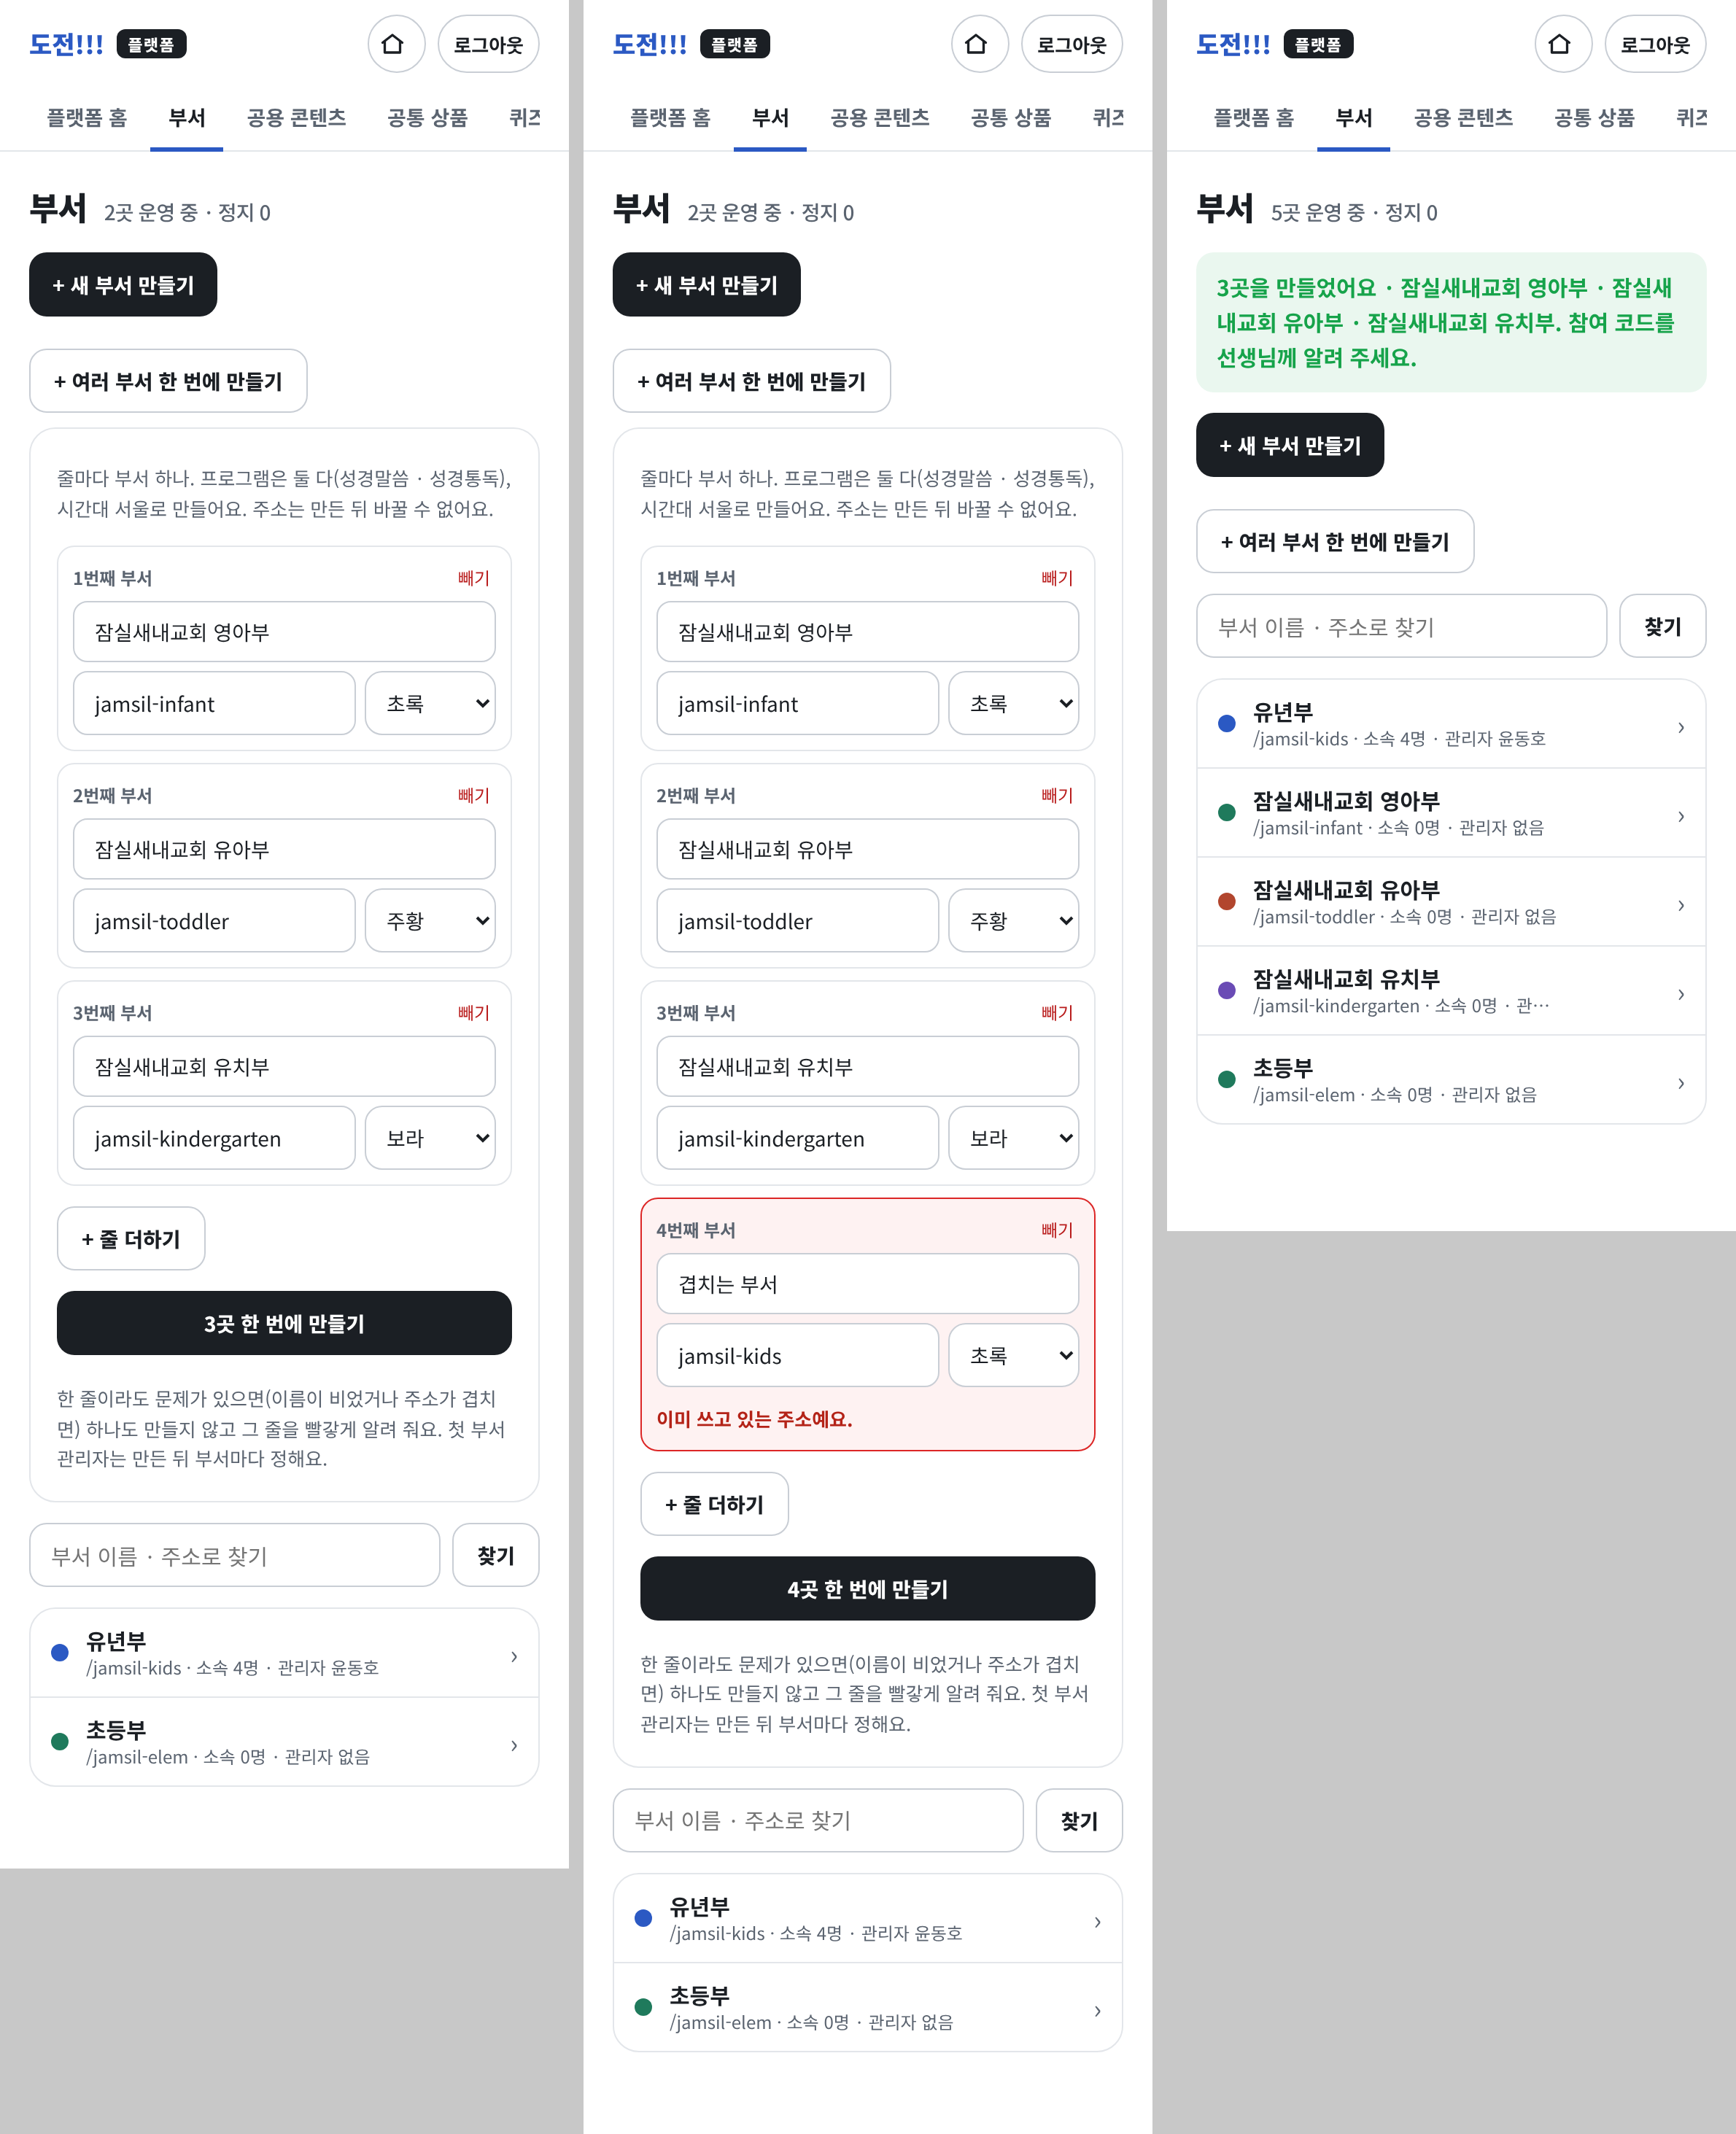 도전!!! 플랫폼 로그아웃
플랫폼 홈 부서 공용 콘텐츠 공통 상품 퀴즈
부서 2곳 운영 중 · 정지 0
+ 새 부서 만들기
+ 여러 부서 한 번에 만들기
줄마다 부서 하나. 프로그램은 둘 다(성경말씀 · 성경통독),
시간대 서울로 만들어요. 주소는 만든 뒤 바꿀 수 없어요.
1번째 부서 빼기
잠실새내교회 영아부
jamsil-infant 초록
2번째 부서 빼기
잠실새내교회 유아부
jamsil-toddler 주황
3번째 부서 빼기
잠실새내교회 유치부
jamsil-kindergarten 보라
+ 줄 더하기
3곳 한 번에 만들기
한 줄이라도 문제가 있으면(이름이 비었거나 주소가 겹치
면) 하나도 만들지 않고 그 줄을 빨갛게 알려 줘요. 첫 부서
관리자는 만든 뒤 부서마다 정해요.
부서 이름 · 주소로 찾기 찾기
유년부 ›
/jamsil-kids · 소속 4명 · 관리자 윤동호
초등부 ›
/jamsil-elem · 소속 0명 · 관리자 없음
도전!!! 플랫폼 로그아웃
플랫폼 홈 부서 공용 콘텐츠 공통 상품 퀴즈
부서 2곳 운영 중 · 정지 0
+ 새 부서 만들기
+ 여러 부서 한 번에 만들기
줄마다 부서 하나. 프로그램은 둘 다(성경말씀 · 성경통독),
시간대 서울로 만들어요. 주소는 만든 뒤 바꿀 수 없어요.
1번째 부서 빼기
잠실새내교회 영아부
jamsil-infant 초록
2번째 부서 빼기
잠실새내교회 유아부
jamsil-toddler 주황
3번째 부서 빼기
잠실새내교회 유치부
jamsil-kindergarten 보라
4번째 부서 빼기
겹치는 부서
jamsil-kids 초록
이미 쓰고 있는 주소예요.
+ 줄 더하기
4곳 한 번에 만들기
한 줄이라도 문제가 있으면(이름이 비었거나 주소가 겹치
면) 하나도 만들지 않고 그 줄을 빨갛게 알려 줘요. 첫 부서
관리자는 만든 뒤 부서마다 정해요.
부서 이름 · 주소로 찾기 찾기
유년부 ›
/jamsil-kids · 소속 4명 · 관리자 윤동호
초등부 ›
/jamsil-elem · 소속 0명 · 관리자 없음
도전!!! 플랫폼 로그아웃
플랫폼 홈 부서 공용 콘텐츠 공통 상품 퀴즈
부서 5곳 운영 중 · 정지 0
3곳을 만들었어요 · 잠실새내교회 영아부 · 잠실새
내교회 유아부 · 잠실새내교회 유치부. 참여 코드를
선생님께 알려 주세요.
+ 새 부서 만들기
+ 여러 부서 한 번에 만들기
부서 이름 · 주소로 찾기 찾기
유년부 ›
/jamsil-kids · 소속 4명 · 관리자 윤동호
잠실새내교회 영아부 ›
/jamsil-infant · 소속 0명 · 관리자 없음
잠실새내교회 유아부 ›
/jamsil-toddler · 소속 0명 · 관리자 없음
잠실새내교회 유치부 ›
/jamsil-kindergarten · 소속 0명 · 관…
초등부 ›
/jamsil-elem · 소속 0명 · 관리자 없음